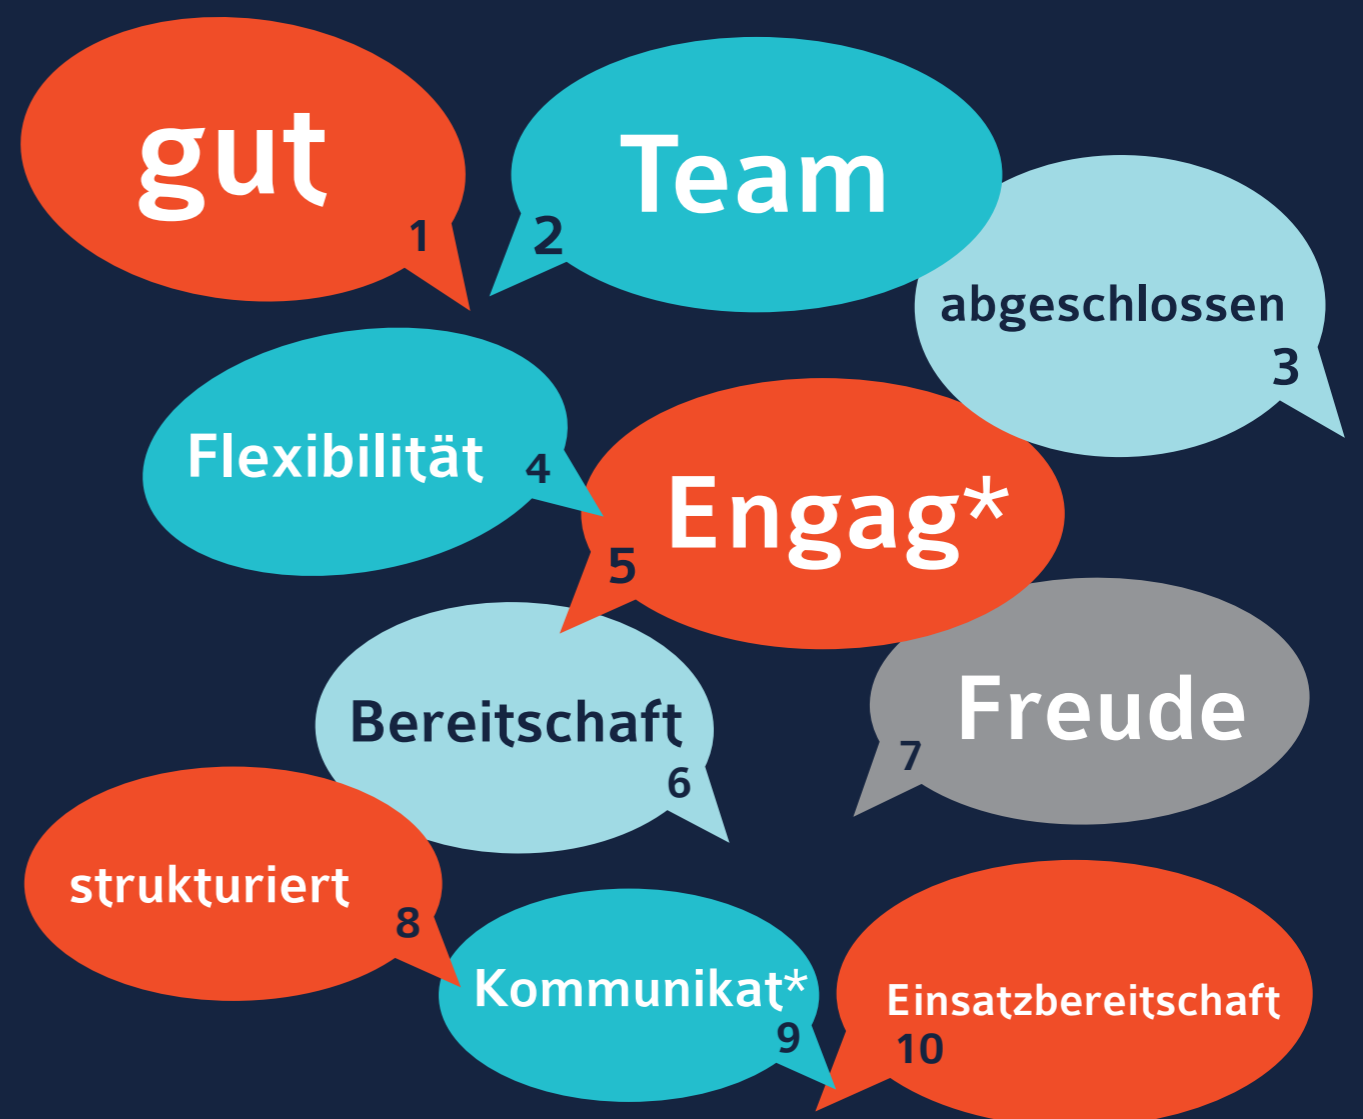 gut
1
Team
2
abgeschlossen
3
Flexibilität
4
Engag*
5
Bereitschaft
6
Freude
7
strukturiert
8
Kommunikat*
9
Einsatzbereitschaft
10